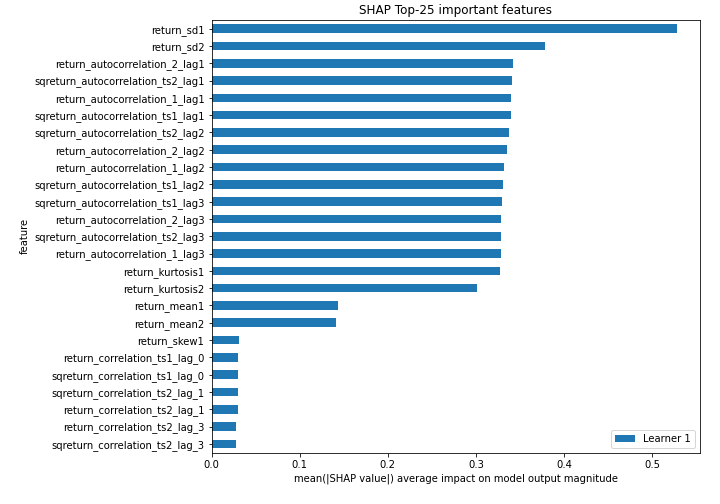 SHAP Top-25 important features
return_sd1
return_sd2
return_autocorrelation_2_lag1
sqreturn_autocorrelation_ts2_lag1
return_autocorrelation_1_lag1
sqreturn_autocorrelation_ts1_lag1
sqreturn_autocorrelation_ts2_lag2
return_autocorrelation_2_lag2
return_autocorrelation_1_lag2
sqreturn_autocorrelation_ts1_lag2
sqreturn_autocorrelation_ts1_lag3
return_autocorrelation_2_lag3
sqreturn_autocorrelation_ts2_lag3
return_autocorrelation_1_lag3
return_kurtosis1
return_kurtosis2
return_mean1
return_mean2
return_skew1
return_correlation_ts1_lag_0
sqreturn_correlation_ts1_lag_0
sqreturn_correlation_ts2_lag_1
return_correlation_ts2_lag_1
return_correlation_ts2_lag_3
sqreturn_correlation_ts2_lag_3
feature
Learner 1
0.0 0.1 0.2 0.3 0.4 0.5
mean(|SHAP value|) average impact on model output magnitude